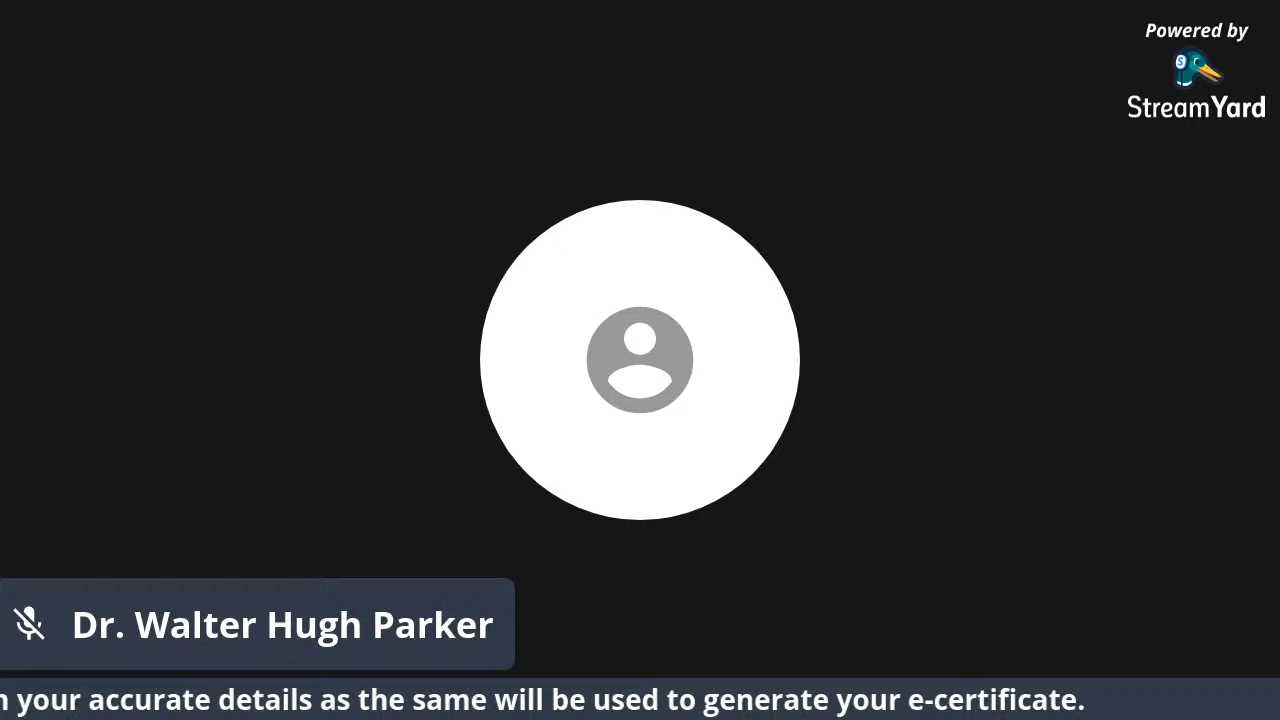 Powered by
StreamYard
Dr. Walter Hugh Parker
your accurate details as the same will be used to generate your e-certificate.